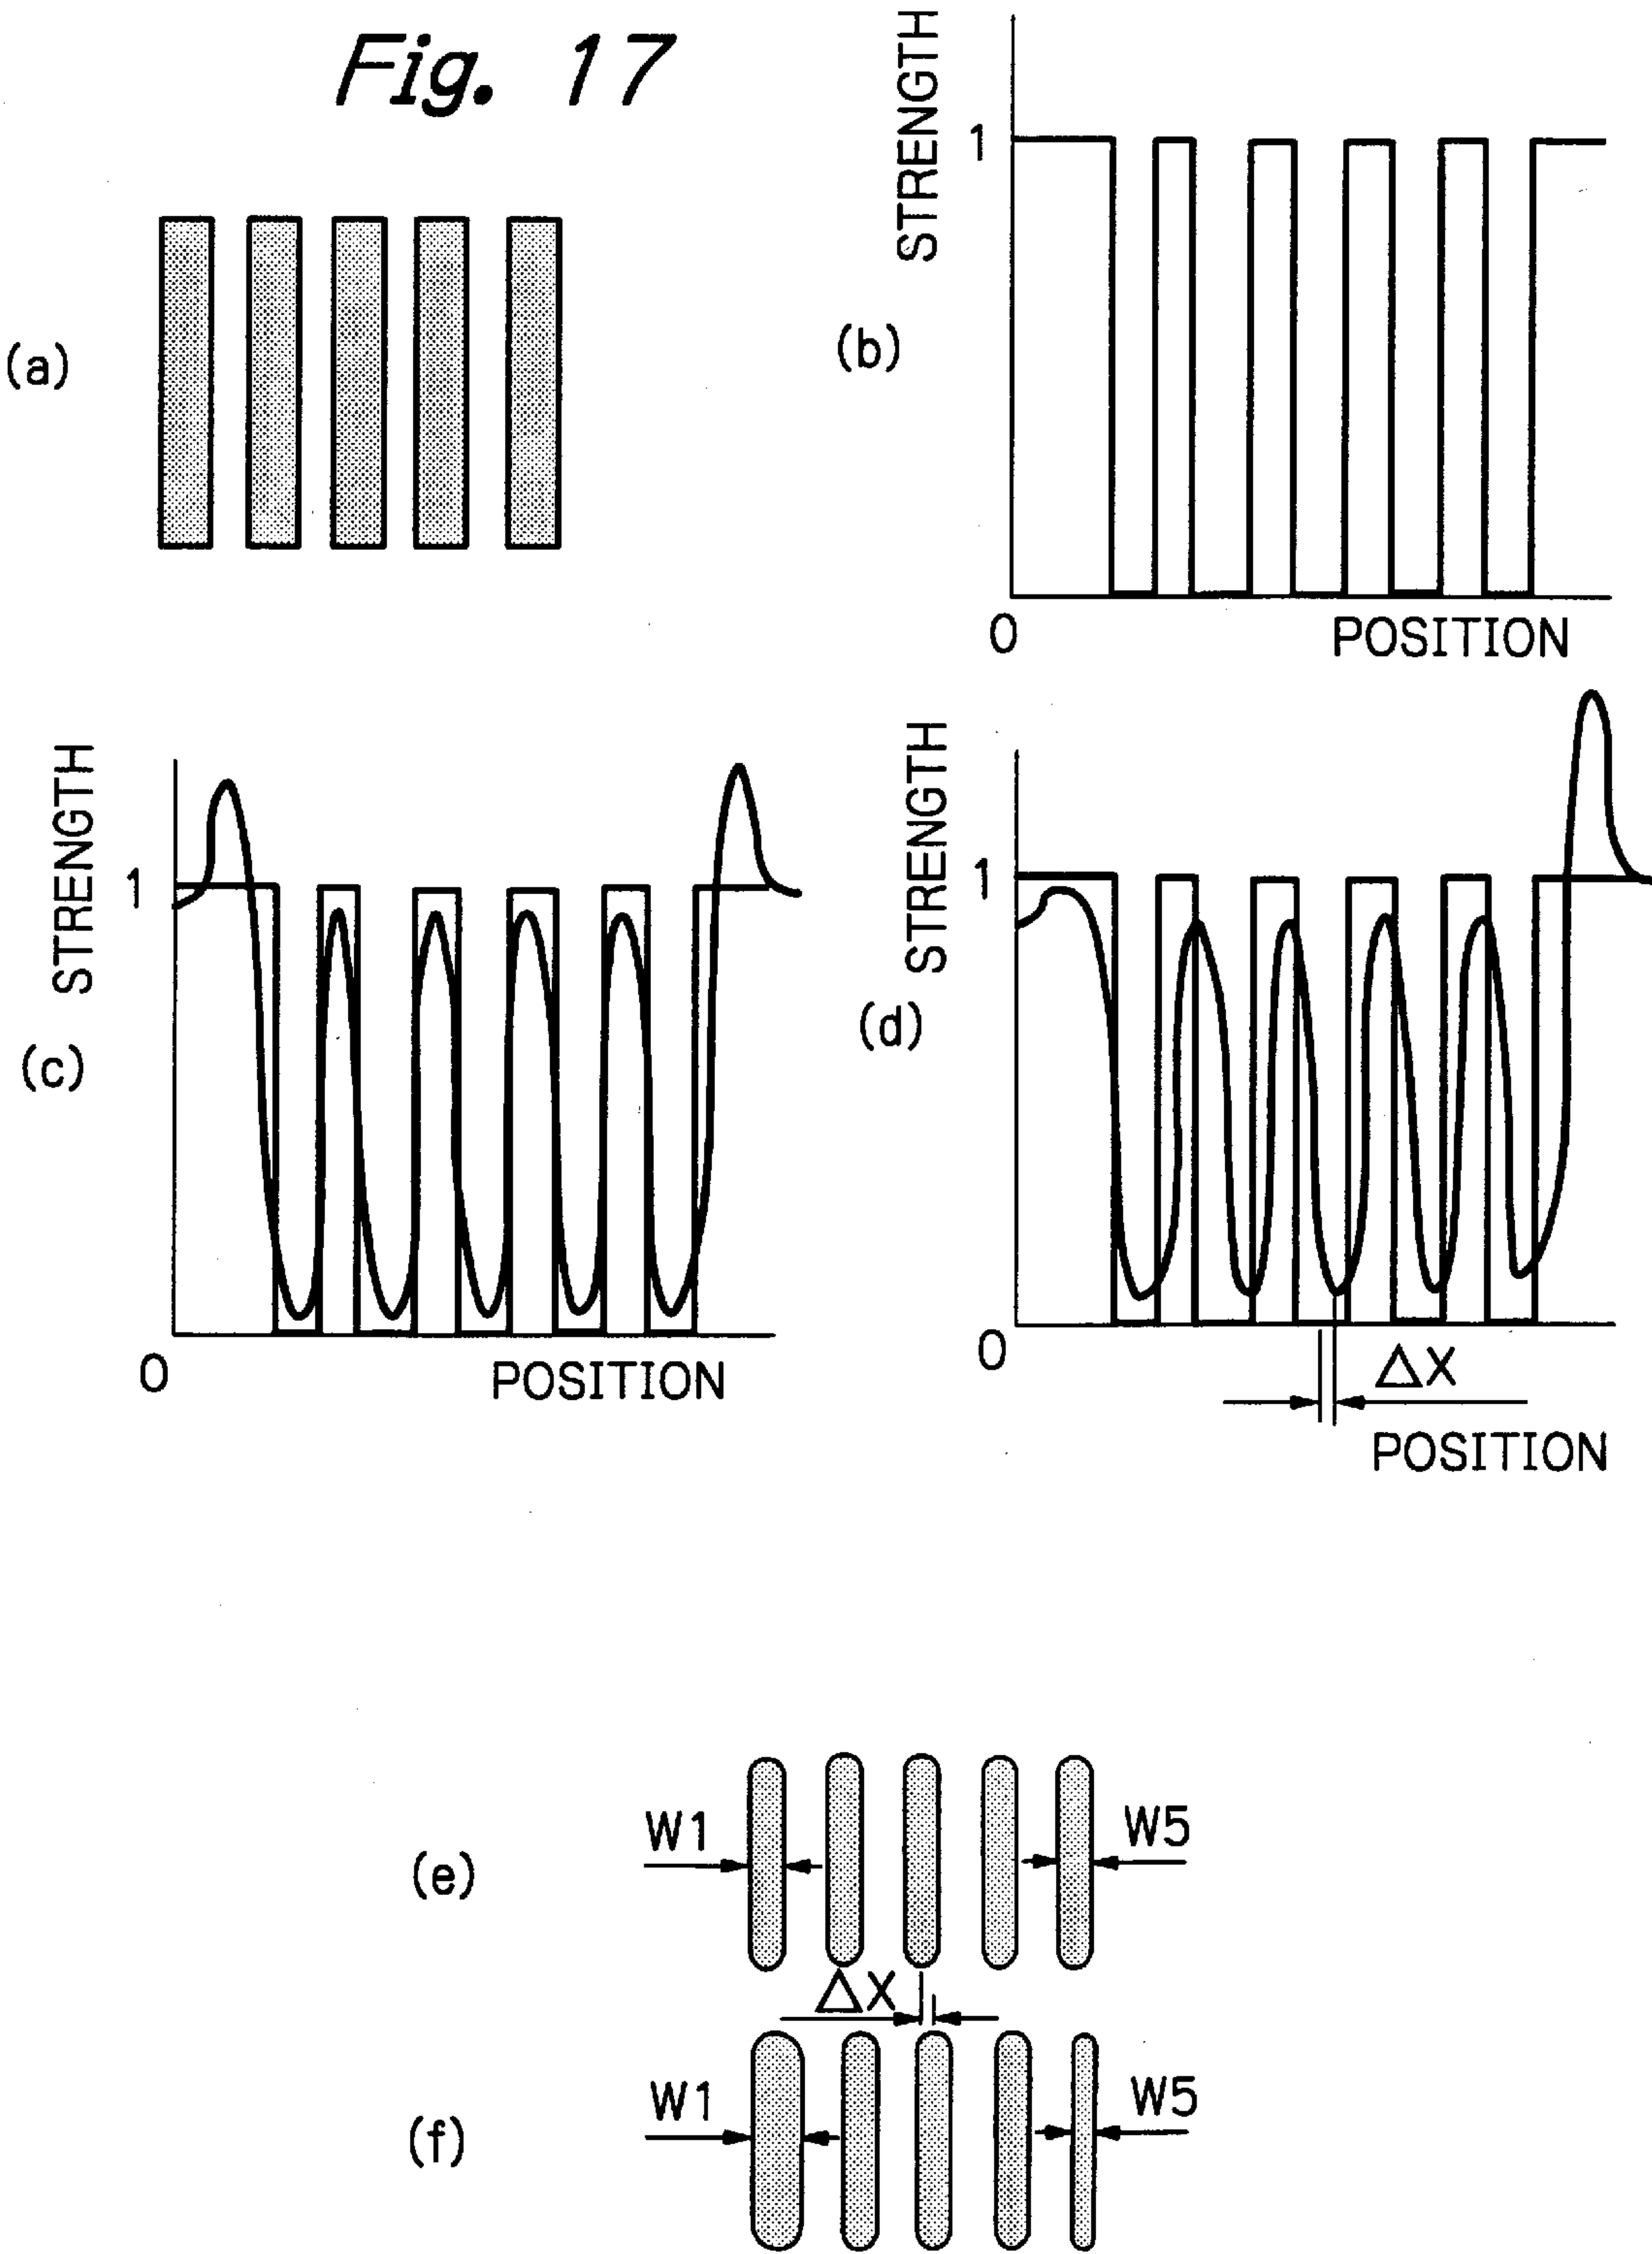 Fig. 17
(a)
(b)
STRENGTH
1
0
POSITION
(c)
STRENGTH
1
0
POSITION
(d)
STRENGTH
1
0
ΔX
POSITION
(e)
W1
W5
ΔX
(f)
W1
W5